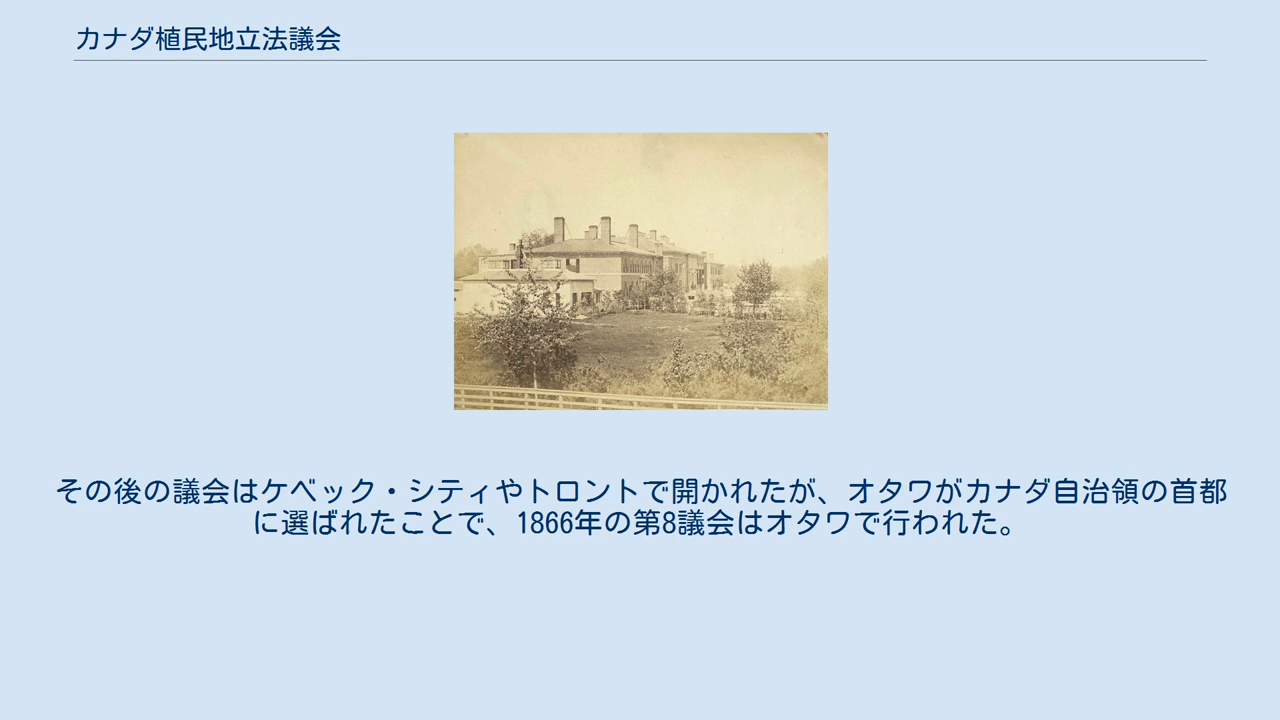 カナダ植民地立法議会
その後の議会はケベック・シティやトロントで開かれたが、オタワがカナダ自治領の首都
に選ばれたことで、1866年の第8議会はオタワで行われた。